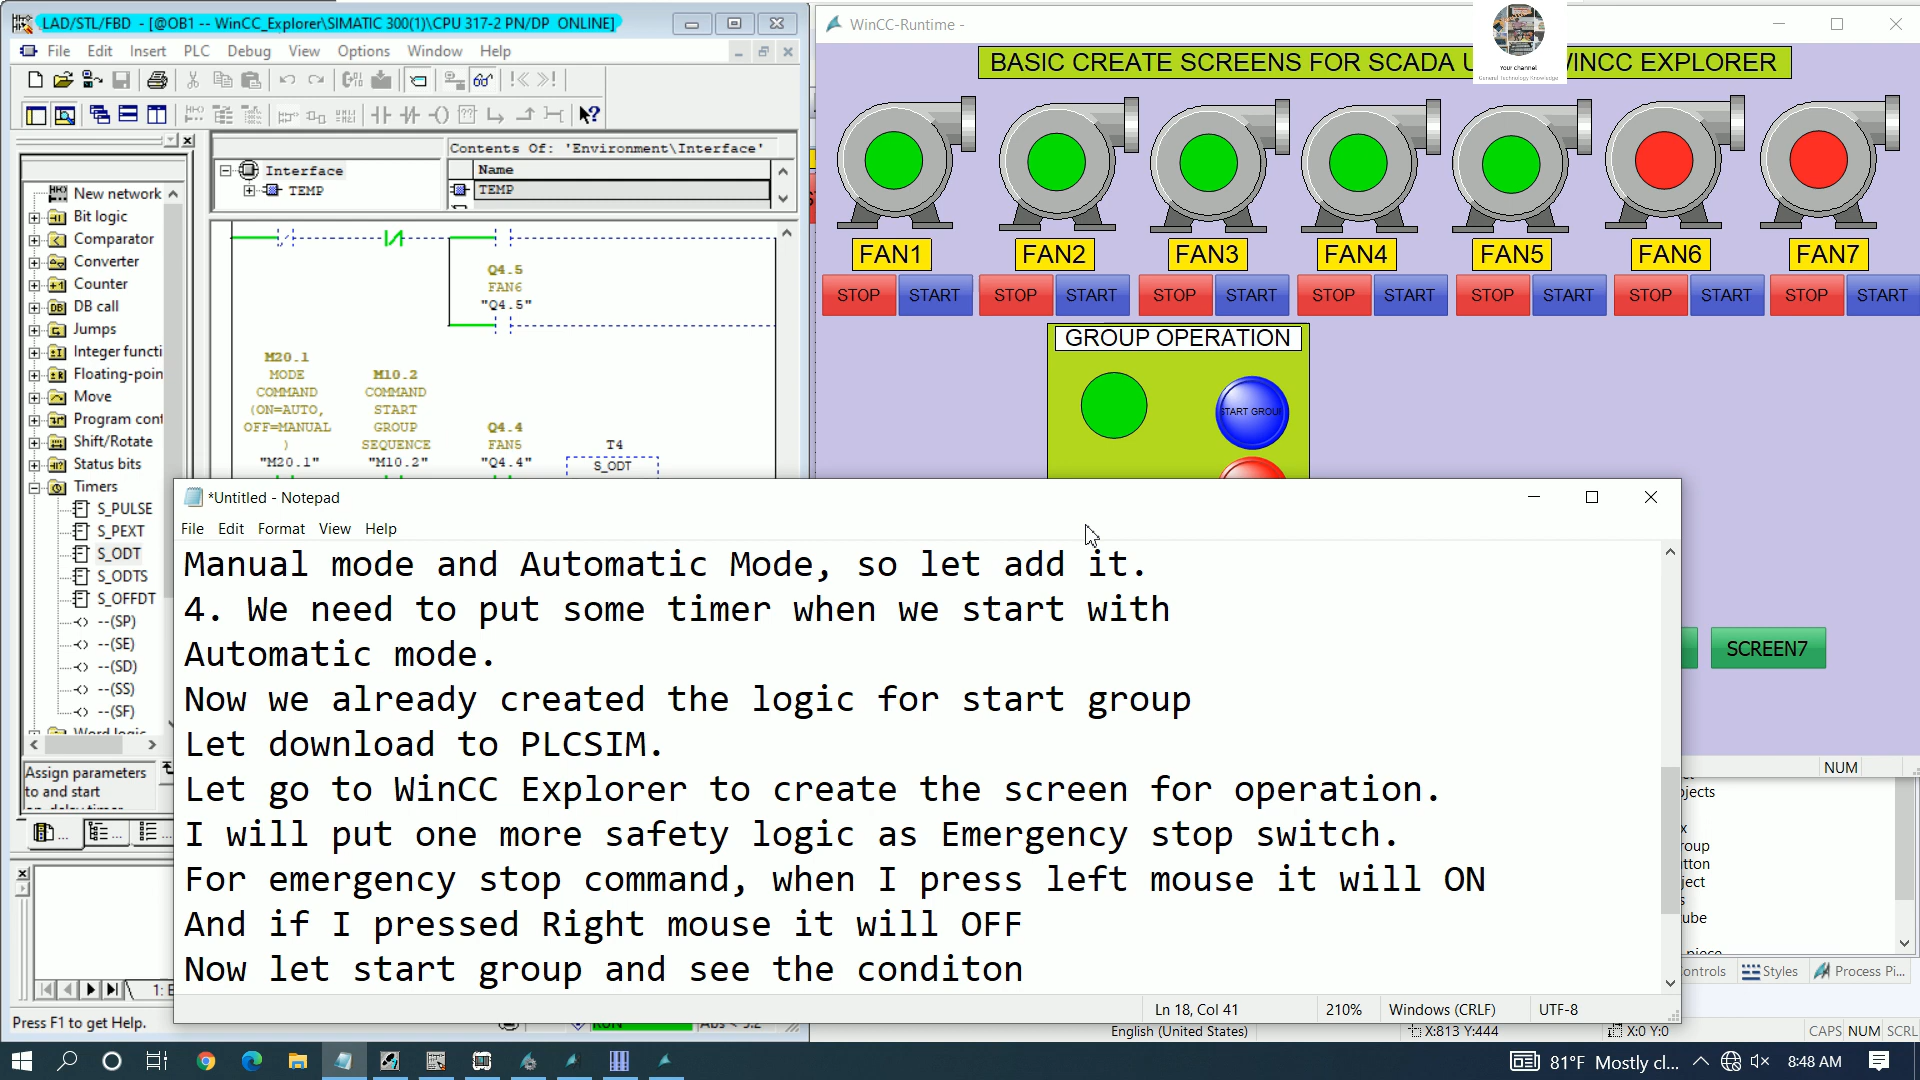 LAD/STL/FBD - [@OB1 -- WinCC_Explorer\SIMATIC 300(1)\CPU 317-2 PN/DP ONLINE]
File Edit Insert PLC Debug View Options Window Help
New network
Bit logic
Comparator
Converter
Counter
DB call
Jumps
Integer functi
Floating-poin
Move
Program cont
Shift/Rotate
Status bits
Timers
S_PULSE
S_PEXT
S_ODT
S_ODTS
S_OFFDT
--(SP)
--(SE)
--(SD)
--(SS)
--(SF)
Assign parameters
to and start
Press F1 to get Help.
Interface
TEMP
Contents Of: 'Environment\Interface'
Name
TEMP
Q4.5
FAN6
"Q4.5"
M20.1
MODE
COMMAND
(ON=AUTO,
OFF=MANUAL
)
"M20.1"
M10.2
COMMAND
START
GROUP
SEQUENCE
"M10.2"
Q4.4
FAN5
"Q4.4"
T4
S_ODT
WinCC-Runtime -
BASIC CREATE SCREENS FOR SCADA U WINCC EXPLORER
Your channel
General Technology Knowledge
FAN1 FAN2 FAN3 FAN4 FAN5 FAN6 FAN7
STOP START STOP START STOP START STOP START STOP START STOP START STOP START
GROUP OPERATION
START GROUP
SCREEN7
NUM
*Untitled - Notepad
File Edit Format View Help
Manual mode and Automatic Mode, so let add it.
4. We need to put some timer when we start with
Automatic mode.
Now we already created the logic for start group
Let download to PLCSIM.
Let go to WinCC Explorer to create the screen for operation.
I will put one more safety logic as Emergency stop switch.
For emergency stop command, when I press left mouse it will ON
And if I pressed Right mouse it will OFF
Now let start group and see the conditon
Ln 18, Col 41 210% Windows (CRLF) UTF-8
jects
x
roup
tton
ject
s
ube
ontrols Styles Process Pi...
English (United States) X:813 Y:444 X:0 Y:0 CAPS NUM SCRL
81°F Mostly cl... 8:48 AM